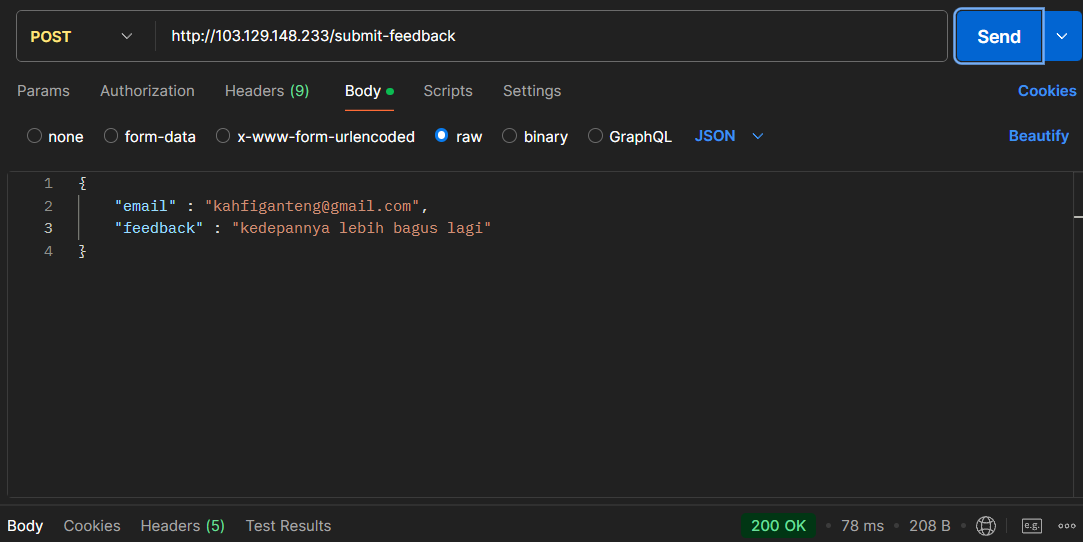 POST http://103.129.148.233/submit-feedback Send
Params Authorization Headers (9) Body Scripts Settings Cookies
none form-data x-www-form-urlencoded raw binary GraphQL JSON Beautify
1 {
2 "email" : "kahfiganteng@gmail.com",
3 "feedback" : "kedepannya lebih bagus lagi"
4 }
Body Cookies Headers (5) Test Results 200 OK • 78 ms • 208 B • e.g. ooo